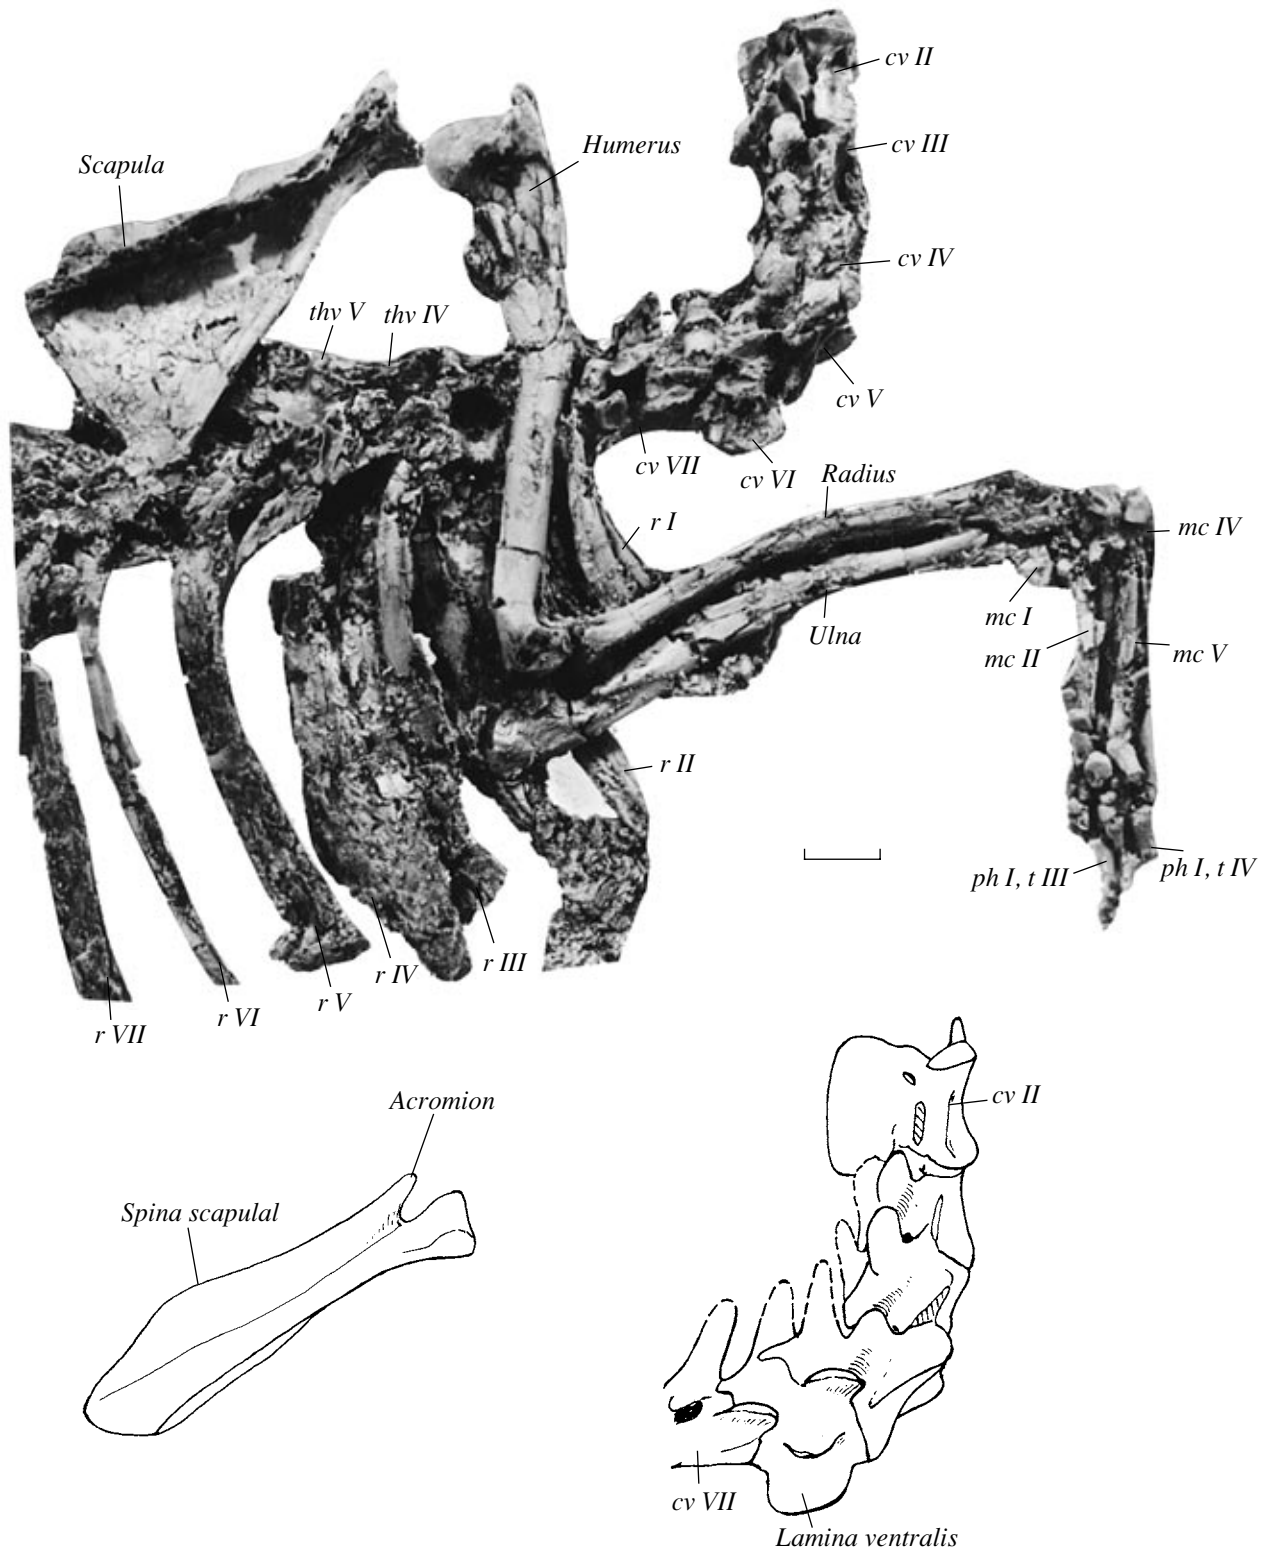 cv II
cv III
Humerus
Scapula
cv IV
thv V
thv IV
cv V
cv VII
cv VI
Radius
r I
mc IV
mc I
Ulna
mc II
mc V
r II
ph I, t III
ph I, t IV
r III
r IV
r V
r VI
r VII
Acromion
cv II
Spina scapulal
cv VII
Lamina ventralis